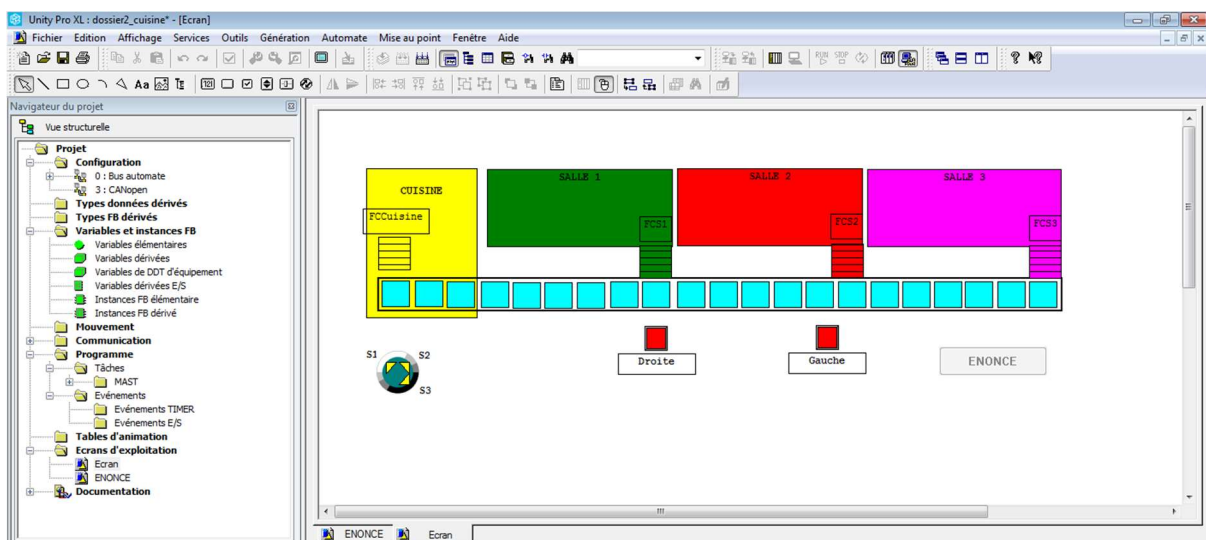 Unity Pro XL : dossier2_cuisine* - [Ecran]
Fichier Edition Affichage Services Outils Génération Automate Mise au point Fenêtre Aide
Navigateur du projet
Vue structurelle
Projet
Configuration
0 : Bus automate
3 : CANopen
Types données dérivés
Types FB dérivés
Variables et instances FB
Variables élémentaires
Variables dérivées
Variables de DDT d'équipement
Variables dérivées E/S
Instances FB élémentaire
Instances FB dérivé
Mouvement
Communication
Programme
Tâches
MAST
Evénements
Evénements TIMER
Evénements E/S
Tables d'animation
Ecrans d'exploitation
Ecran
ENONCE
Documentation
CUISINE
SALLE 1
SALLE 2
SALLE 3
FCCuisine
FCS1
FCS2
FCS3
S1
S2
S3
Droite
Gauche
ENONCE
ENONCE
Ecran